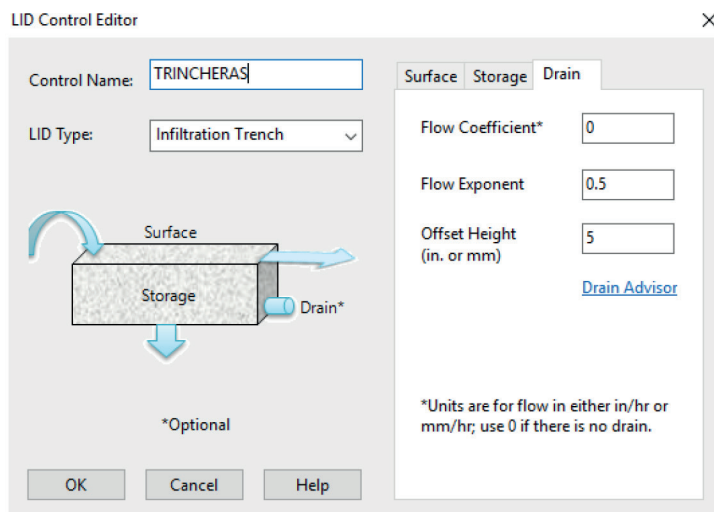 LID Control Editor
Control Name:
TRINCHERAS
LID Type:
Infiltration Trench
Surface
Storage
Drain*
*Optional
OK
Cancel
Help
Surface
Storage
Drain
Flow Coefficient*
0
Flow Exponent
0.5
Offset Height
(in. or mm)
5
Drain Advisor
*Units are for flow in either in/hr or
mm/hr; use 0 if there is no drain.